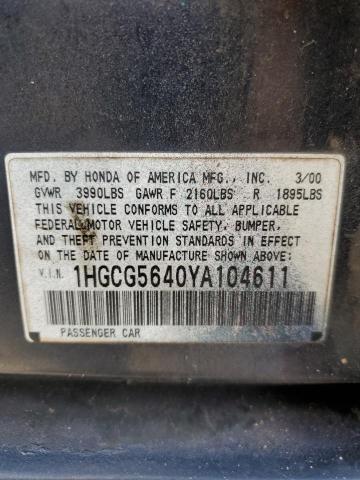 MFD. BY HONDA OF AMERICA MFG., INC. 3/00
GVWR 3990LBS GAWR F 2160LBS R 1895LBS
THIS VEHICLE CONFORMS TO ALL APPLICABLE
FEDERAL MOTOR VEHICLE SAFETY, BUMPER,
AND THEFT PREVENTION STANDARDS IN EFFECT
ON THE DATE OF MANUFACTURE SHOWN ABOVE:
V.I.N. 1HGCG5640YA104611
PASSENGER CAR